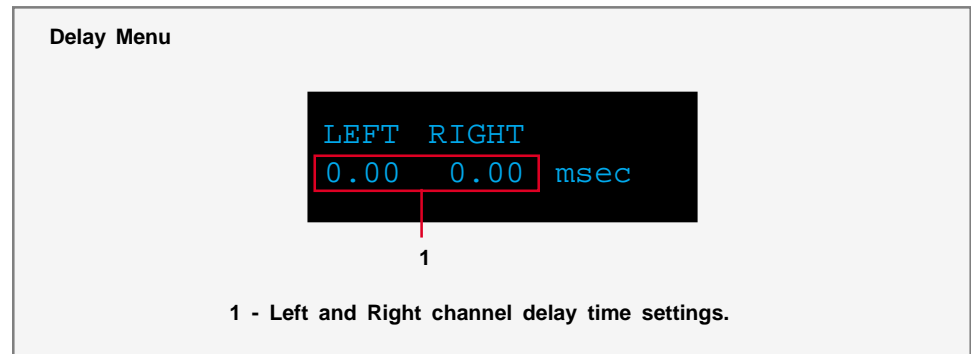 Delay Menu
LEFT RIGHT
0.00 0.00 msec
1
1 - Left and Right channel delay time settings.